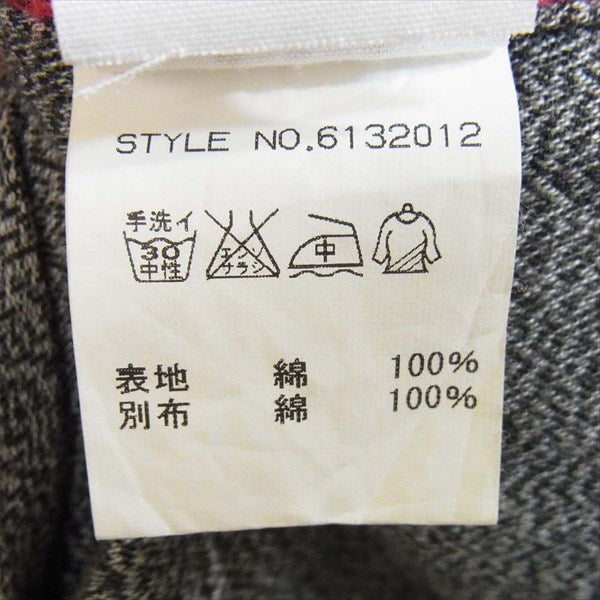 STYLE NO.6132012
手洗イ
30
中性
エンソ
サラシ
中
表地 綿 100%
別布 綿 100%